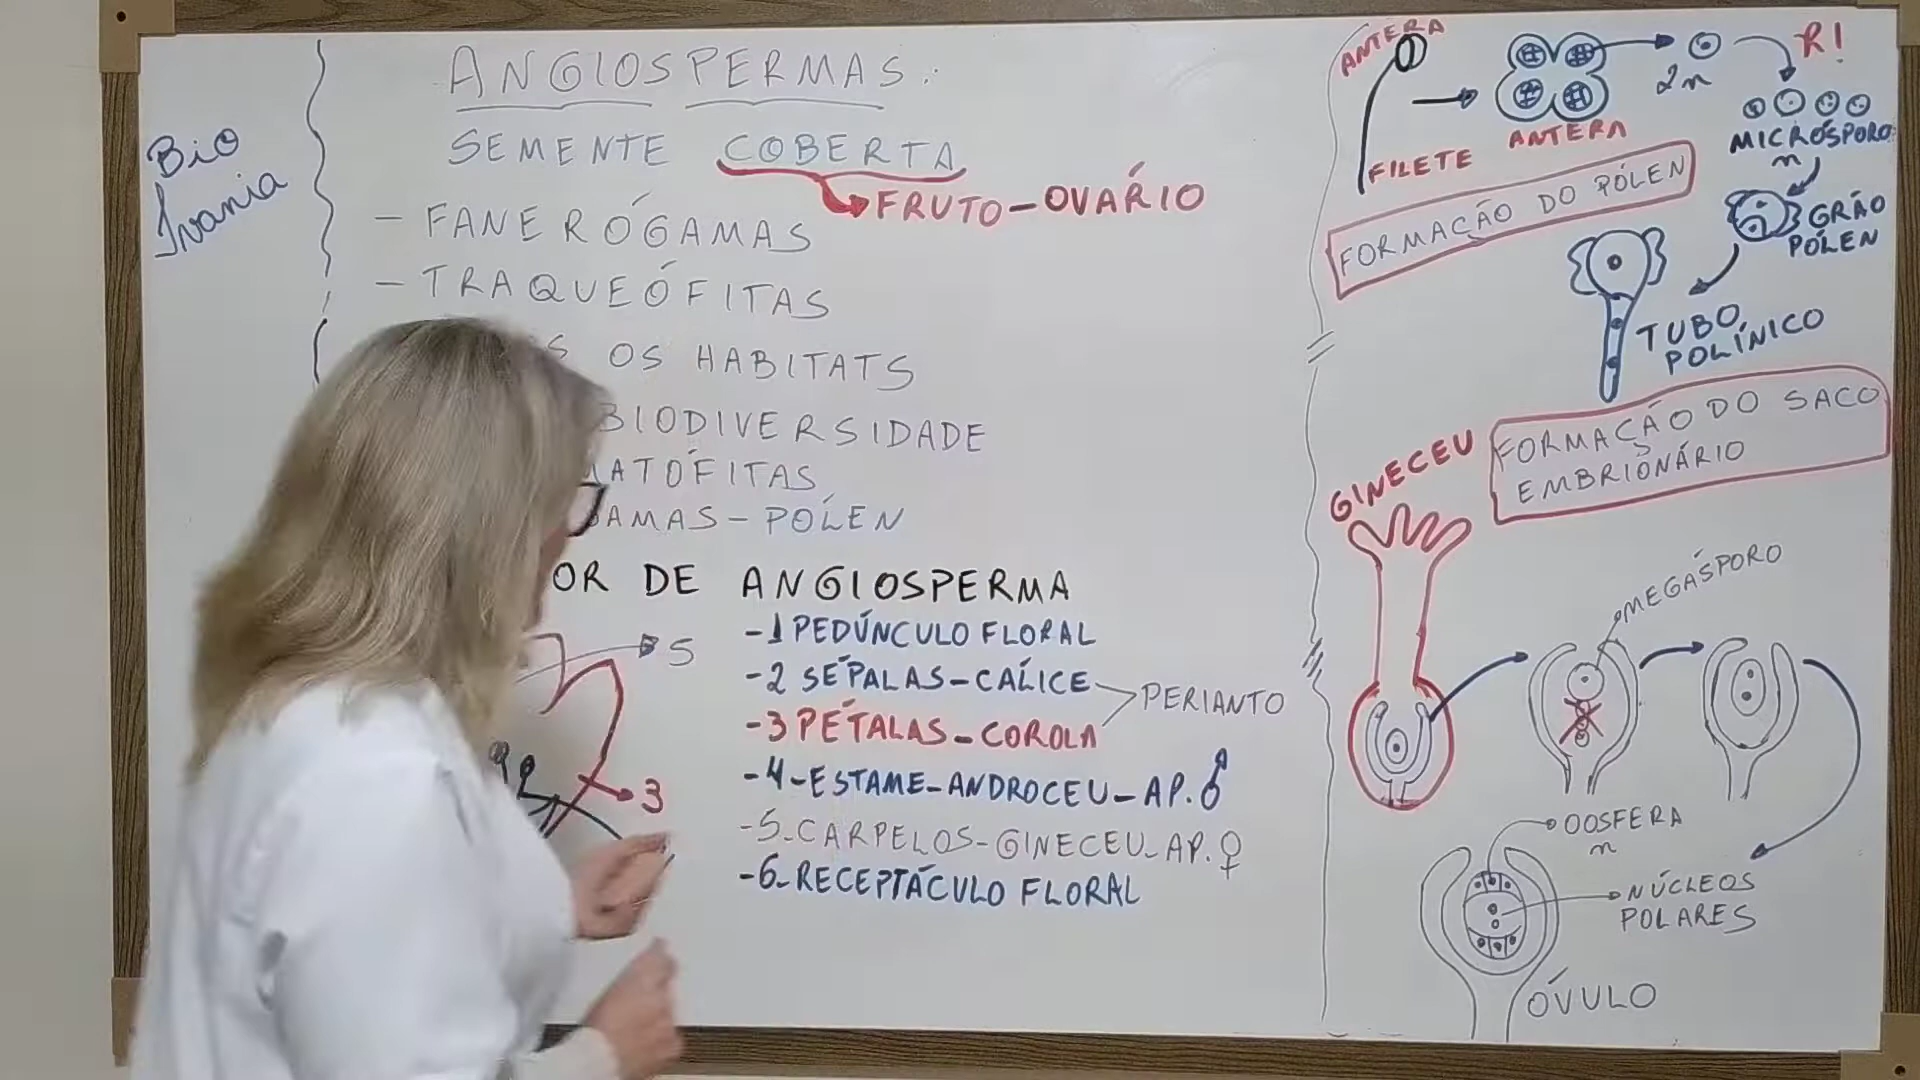 Bio
Ivania
ANGIOSPERMAS.
SEMENTE COBERTA
FRUTO-OVÁRIO
- FANERÓGAMAS
- TRAQUEÓFITAS
OS HABITATS
BIODIVERSIDADE
- PÓLEN
DE ANGIOSPERMA
5
3
-1 PEDÚNCULO FLORAL
-2 SÉPALAS-CÁLICE
-3 PÉTALAS-COROLA
PERIANTO
-4-ESTAME-ANDROCEU-AP.♂
-5-CARPELOS-GINECEU-AP.♀
-6-RECEPTÁCULO FLORAL
ANTERA
FILETE
ANTERA
2n
R!
MICRÓSPORO
n
FORMAÇÃO DO PÓLEN
GRÃO
PÓLEN
TUBO
POLÍNICO
FORMAÇÃO DO SACO
EMBRIONÁRIO
GINECEU
MEGÁSPORO
OOSFERA
n
NÚCLEOS
POLARES
ÓVULO